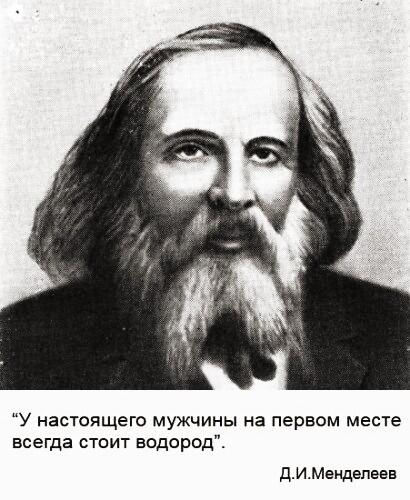 “У настоящего мужчины на первом месте
всегда стоит водород”.
Д.И.Менделеев